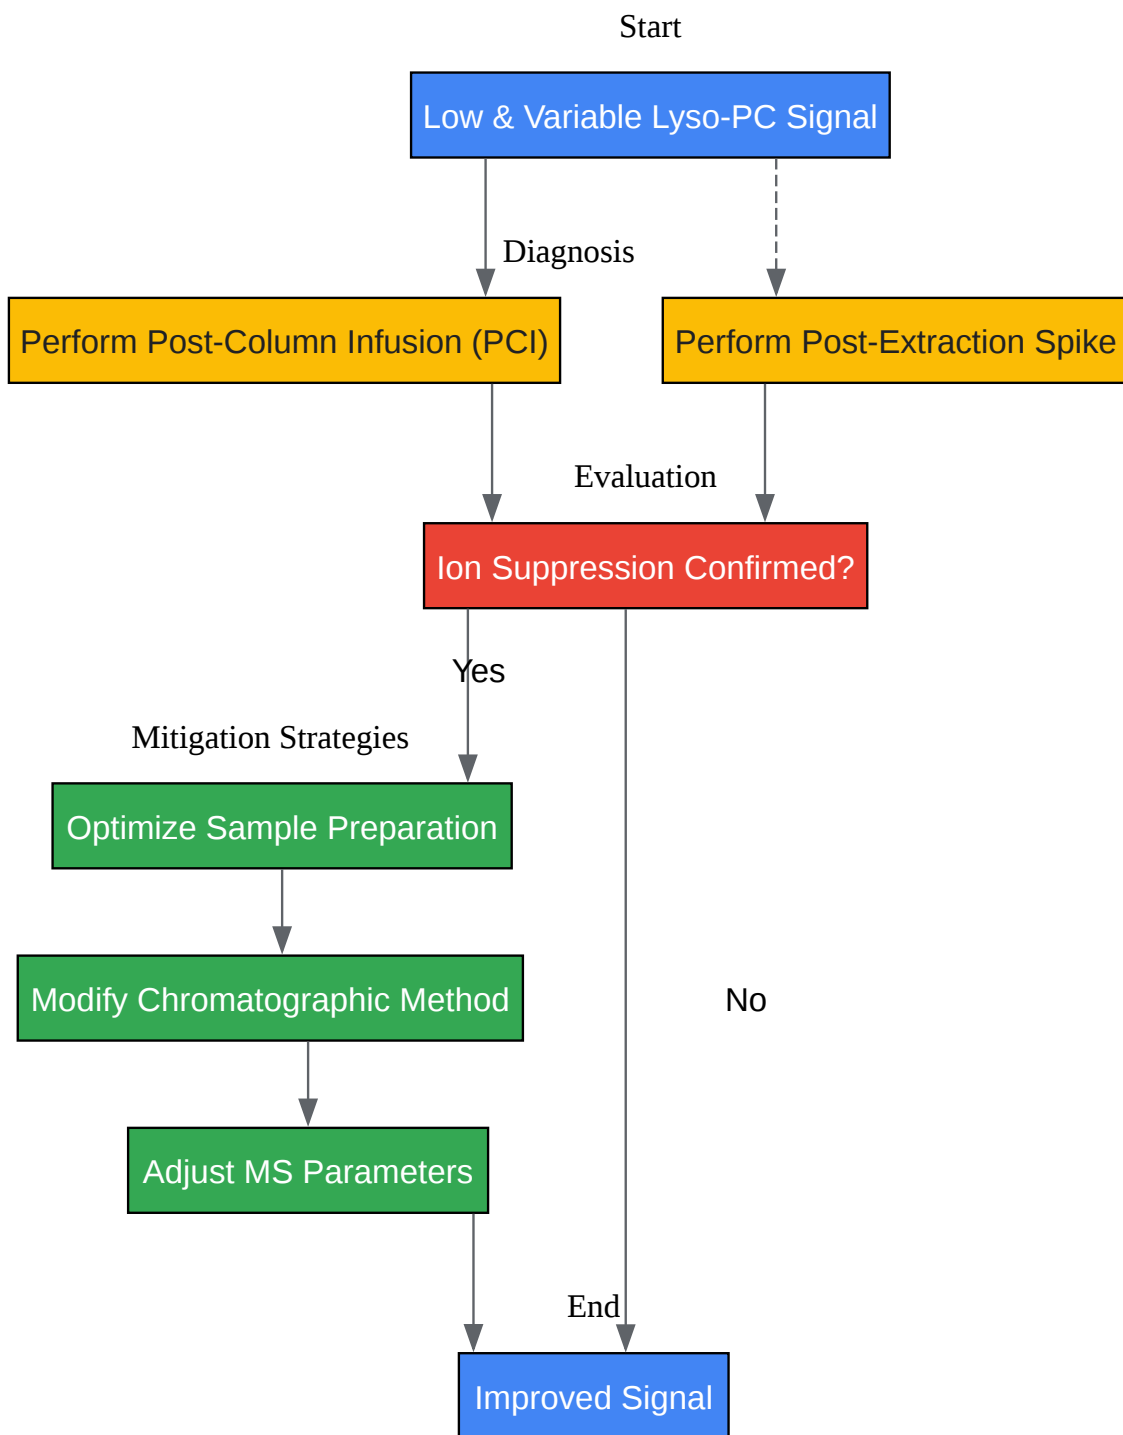 Start
Low & Variable Lyso-PC Signal
Diagnosis
Perform Post-Column Infusion (PCI)
Perform Post-Extraction Spike
Evaluation
Ion Suppression Confirmed?
Yes
Mitigation Strategies
Optimize Sample Preparation
Modify Chromatographic Method
No
Adjust MS Parameters
End
Improved Signal